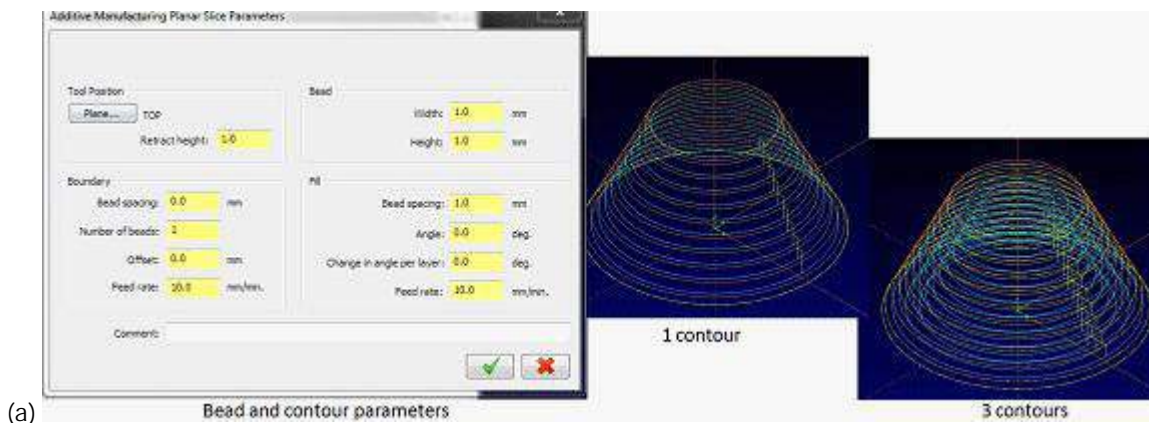 Additive Manufacturing Planar Slice Parameters
Tool Position
Plane... TOP
Retract height: 1.0
Bead
Width: 1.0 mm
Height: 1.0 mm
Boundary
Bead spacing: 0.0 mm
Number of beads: 1
Offset: 0.0 mm
Feed rate: 10.0 mm/min.
Fill
Bead spacing: 1.0 mm
Angle: 0.0 deg.
Change in angle per layer: 0.0 deg.
Feed rate: 10.0 mm/min.
Comment:
1 contour
(a) Bead and contour parameters
3 contours